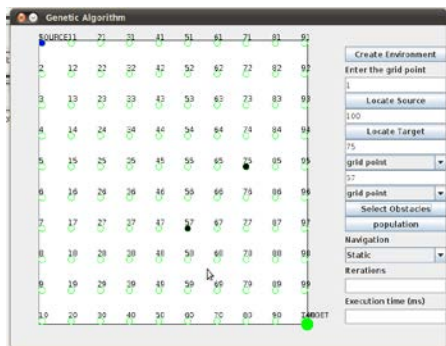 Genetic Algorithm
SOURCE11 21 31 41 51 61 71 81 91
2 12 22 32 42 52 62 72 82 92
3 13 23 33 43 53 63 73 83 93
4 14 24 34 44 54 64 74 84 94
5 15 25 35 45 55 65 75 85 95
6 16 26 36 46 56 66 76 86 96
7 17 27 37 47 57 67 77 87 97
8 18 28 38 48 58 68 78 88 98
9 19 29 39 49 59 69 79 89 99
10 20 30 40 50 60 70 80 90
Create Environment
Enter the grid point
1
Locate Source
100
Locate Target
75
grid point
57
grid point
Select Obstacles
population
Navigation
Static
Iterations
Execution time (ms)